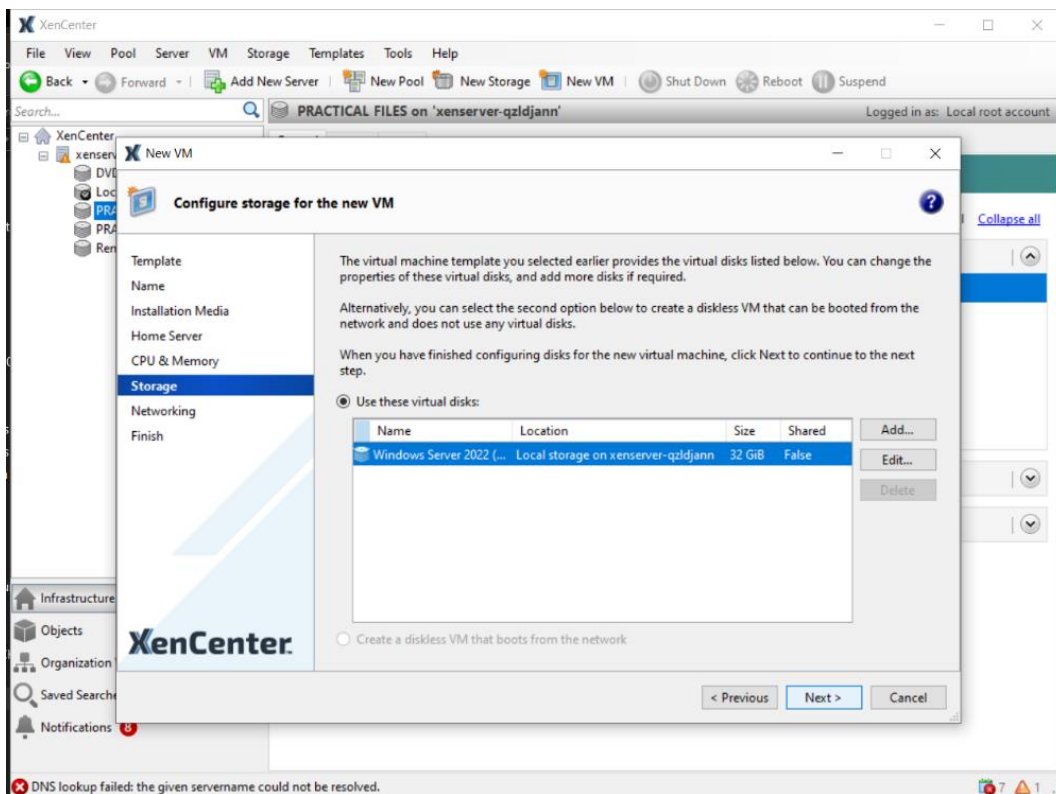 XenCenter
File View Pool Server VM Storage Templates Tools Help
Back Forward Add New Server New Pool New Storage New VM Shut Down Reboot Suspend
Search... PRACTICAL FILES on 'xenserver-qzldjann' Logged in as: Local root account
XenCenter
xenserv
DVD
Loc
PRA
PRA
Ren
Collapse all
New VM
Configure storage for the new VM
?
Template
Name
Installation Media
Home Server
CPU & Memory
Storage
Networking
Finish
The virtual machine template you selected earlier provides the virtual disks listed below. You can change the
properties of these virtual disks, and add more disks if required.
Alternatively, you can select the second option below to create a diskless VM that can be booted from the
network and does not use any virtual disks.
When you have finished configuring disks for the new virtual machine, click Next to continue to the next
step.
Use these virtual disks:
Name Location Size Shared
Windows Server 2022 (... Local storage on xenserver-qzldjann 32 GiB False
Add...
Edit...
Delete
Create a diskless VM that boots from the network
XenCenter
< Previous Next > Cancel
Infrastructure
Objects
Organization
Saved Searche
Notifications 8
DNS lookup failed: the given servername could not be resolved. 7 1